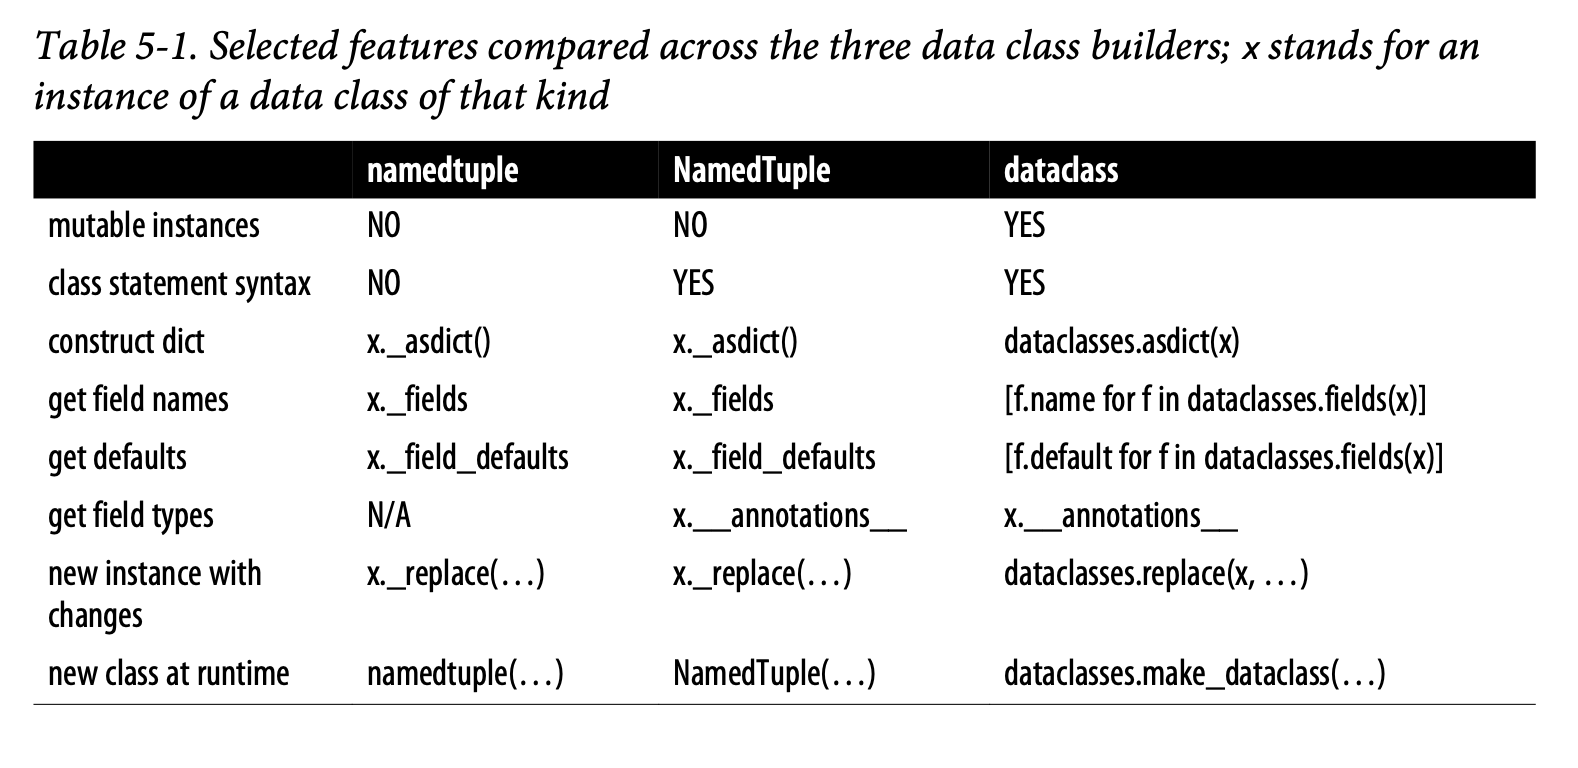 Table 5-1. Selected features compared across the three data class builders; x stands for an
instance of a data class of that kind
namedtuple NamedTuple dataclass
mutable instances NO NO YES
class statement syntax NO YES YES
construct dict x._asdict() x._asdict() dataclasses.asdict(x)
get field names x._fields x._fields [f.name for f in dataclasses.fields(x)]
get defaults x._field_defaults x._field_defaults [f.default for f in dataclasses.fields(x)]
get field types N/A x.__annotations__ x.__annotations__
new instance with x._replace(…) x._replace(…) dataclasses.replace(x, …)
changes
new class at runtime namedtuple(…) NamedTuple(…) dataclasses.make_dataclass(…)